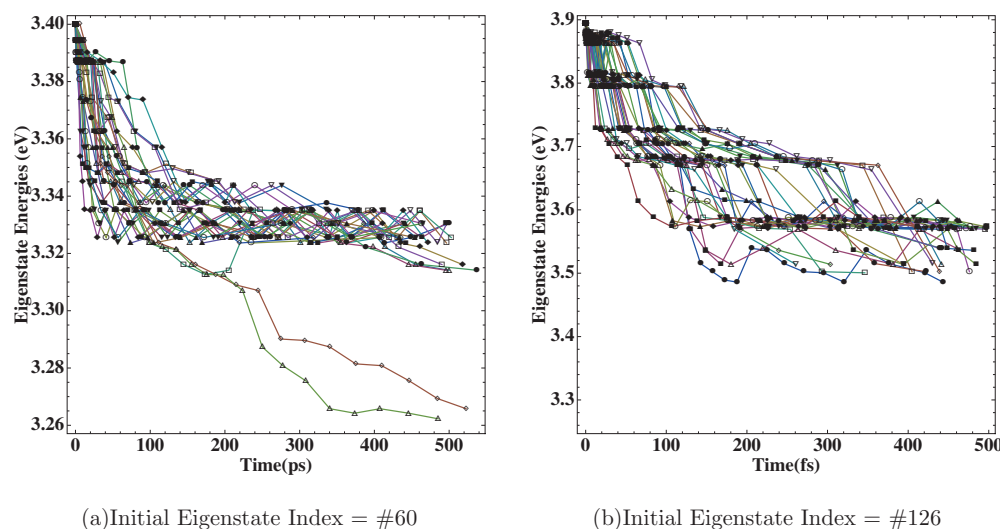 3.40
3.38
3.36
3.34
3.32
3.30
3.28
3.26
Eigenstate Energies (eV)
0 100 200 300 400 500
Time(ps)
(a)Initial Eigenstate Index = #60
3.9
3.8
3.7
3.6
3.5
3.4
3.3
Eigenstate Energies (eV)
0 100 200 300 400 500
Time(fs)
(b)Initial Eigenstate Index = #126